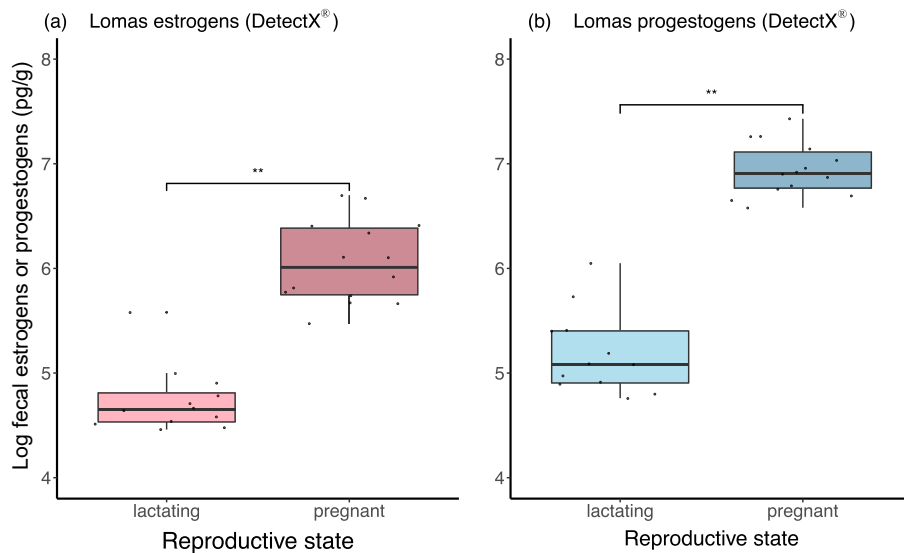 (a) Lomas estrogens (DetectX®)
Log fecal estrogens or progestogens (pg/g)
8
7
6
5
4
**
lactating pregnant
Reproductive state
(b) Lomas progestogens (DetectX®)
8
7
6
5
4
**
lactating pregnant
Reproductive state